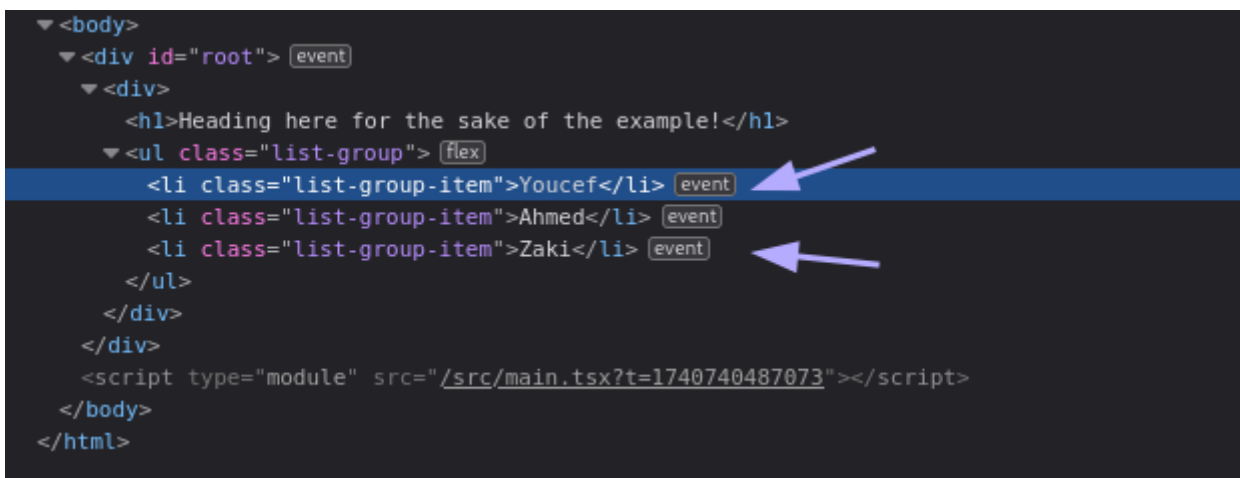 <body>
<div id="root"> event
<div>
<h1>Heading here for the sake of the example!</h1>
<ul class="list-group"> flex
<li class="list-group-item">Youcef</li> event
<li class="list-group-item">Ahmed</li> event
<li class="list-group-item">Zaki</li> event
</ul>
</div>
</div>
<script type="module" src="/src/main.tsx?t=1740740487073"></script>
</body>
</html>